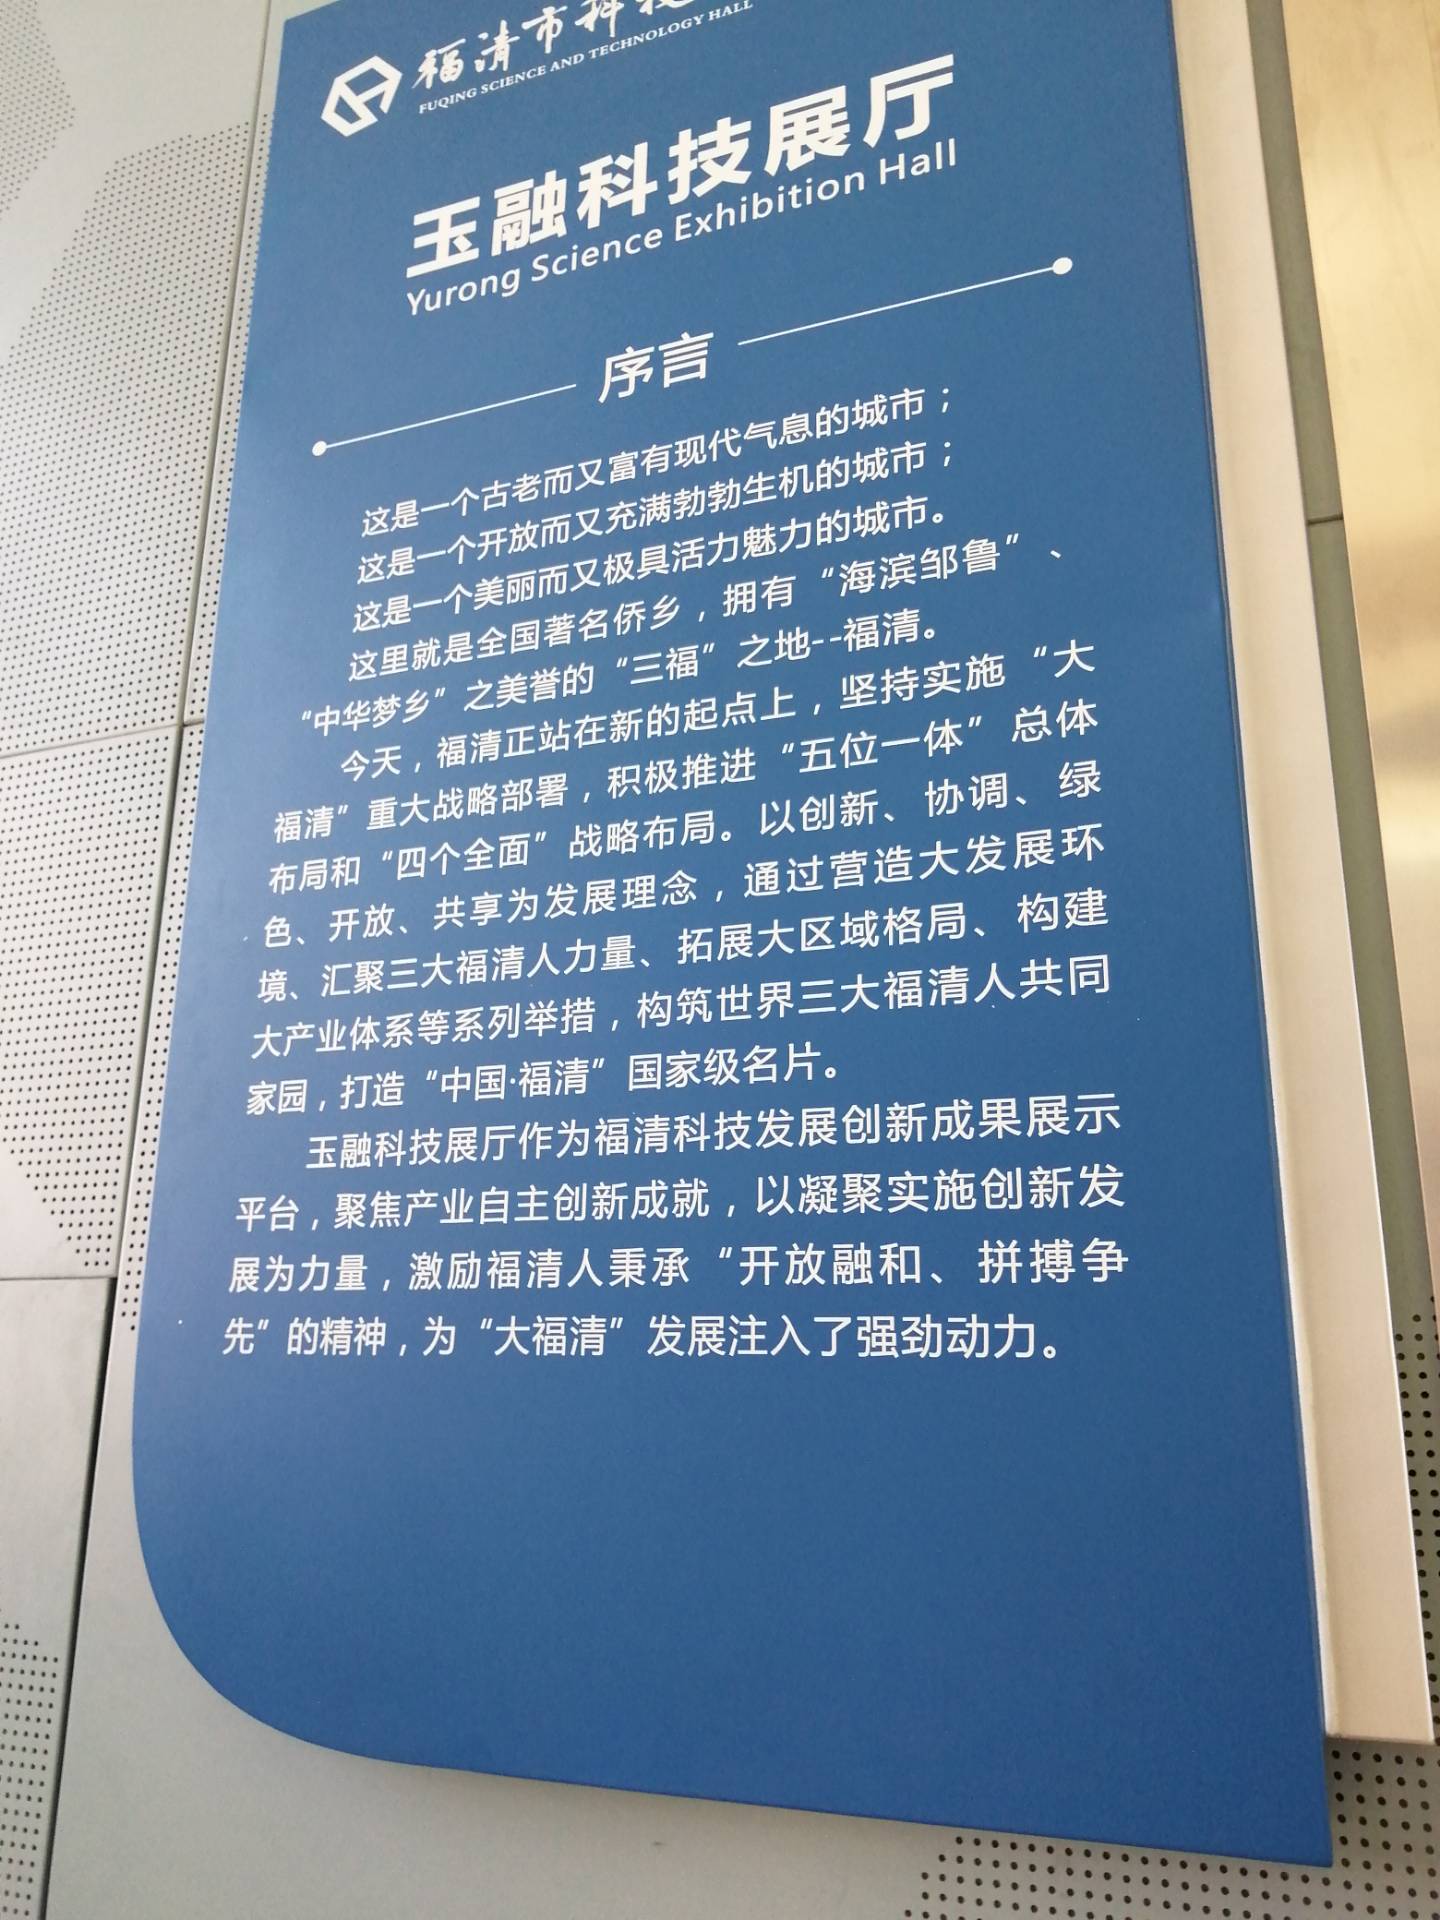 福清市科技
FUQING SCIENCE AND TECHNOLOGY HALL
玉融科技展厅
Yurong Science Exhibition Hall
序言
这是一个古老而又富有现代气息的城市；
这是一个开放而又充满勃勃生机的城市；
这是一个美丽而又极具活力魅力的城市。
这里就是全国著名侨乡，拥有“海滨邹鲁”、
“中华梦乡”之美誉的“三福”之地--福清。
今天，福清正站在新的起点上，坚持实施“大
福清”重大战略部署，积极推进“五位一体”总体
布局和“四个全面”战略布局。以创新、协调、绿
色、开放、共享为发展理念，通过营造大发展环
境、汇聚三大福清人力量、拓展大区域格局、构建
大产业体系等系列举措，构筑世界三大福清人共同
家园，打造“中国·福清”国家级名片。
玉融科技展厅作为福清科技发展创新成果展示
平台，聚焦产业自主创新成就，以凝聚实施创新发
展为力量，激励福清人秉承“开放融和、拼搏争
先”的精神，为“大福清”发展注入了强劲动力。